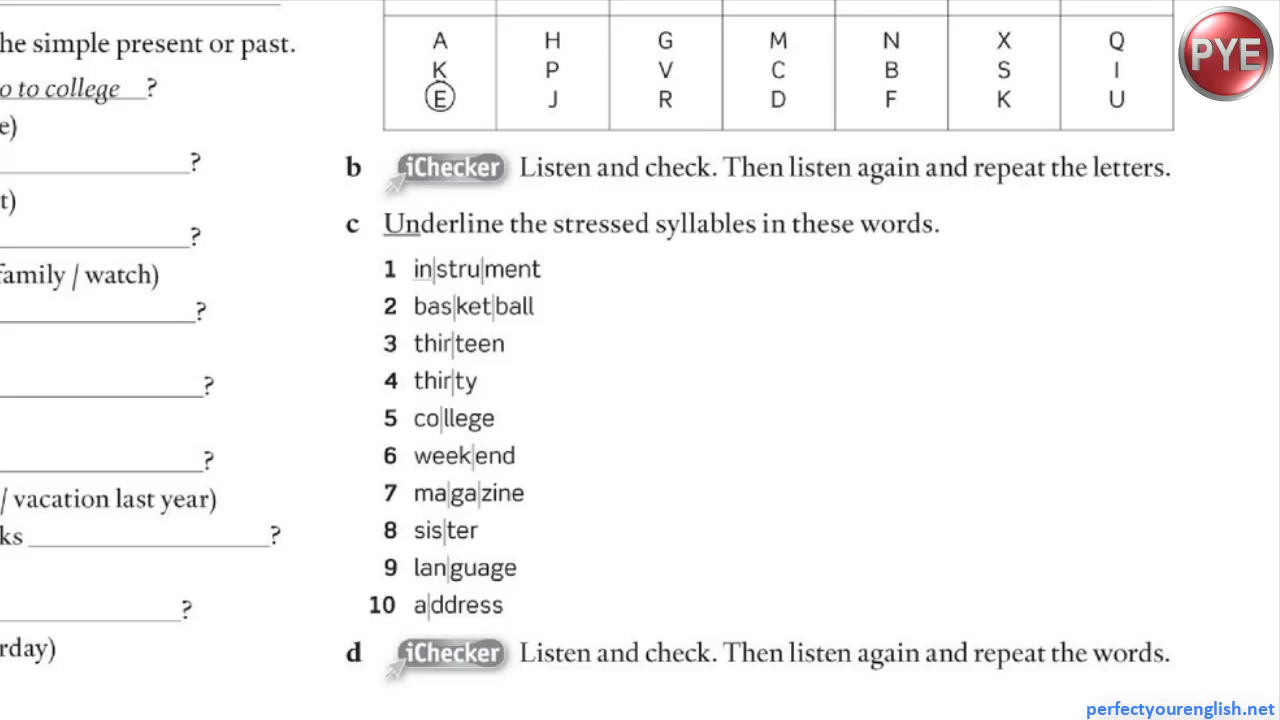 he simple present or past.
o to college ?
e)
?
t)
?
family / watch)
?
?
?
/ vacation last year)
ks ?
?
rday)
A H G M N X Q
K P V C B S I
E J R D F K U
b iChecker Listen and check. Then listen again and repeat the letters.
c Underline the stressed syllables in these words.
1 in|stru|ment
2 bas|ket|ball
3 thir|teen
4 thir|ty
5 co|llege
6 week|end
7 ma|ga|zine
8 sis|ter
9 lan|guage
10 a|ddress
d iChecker Listen and check. Then listen again and repeat the words.
PYE
perfectyourenglish.net